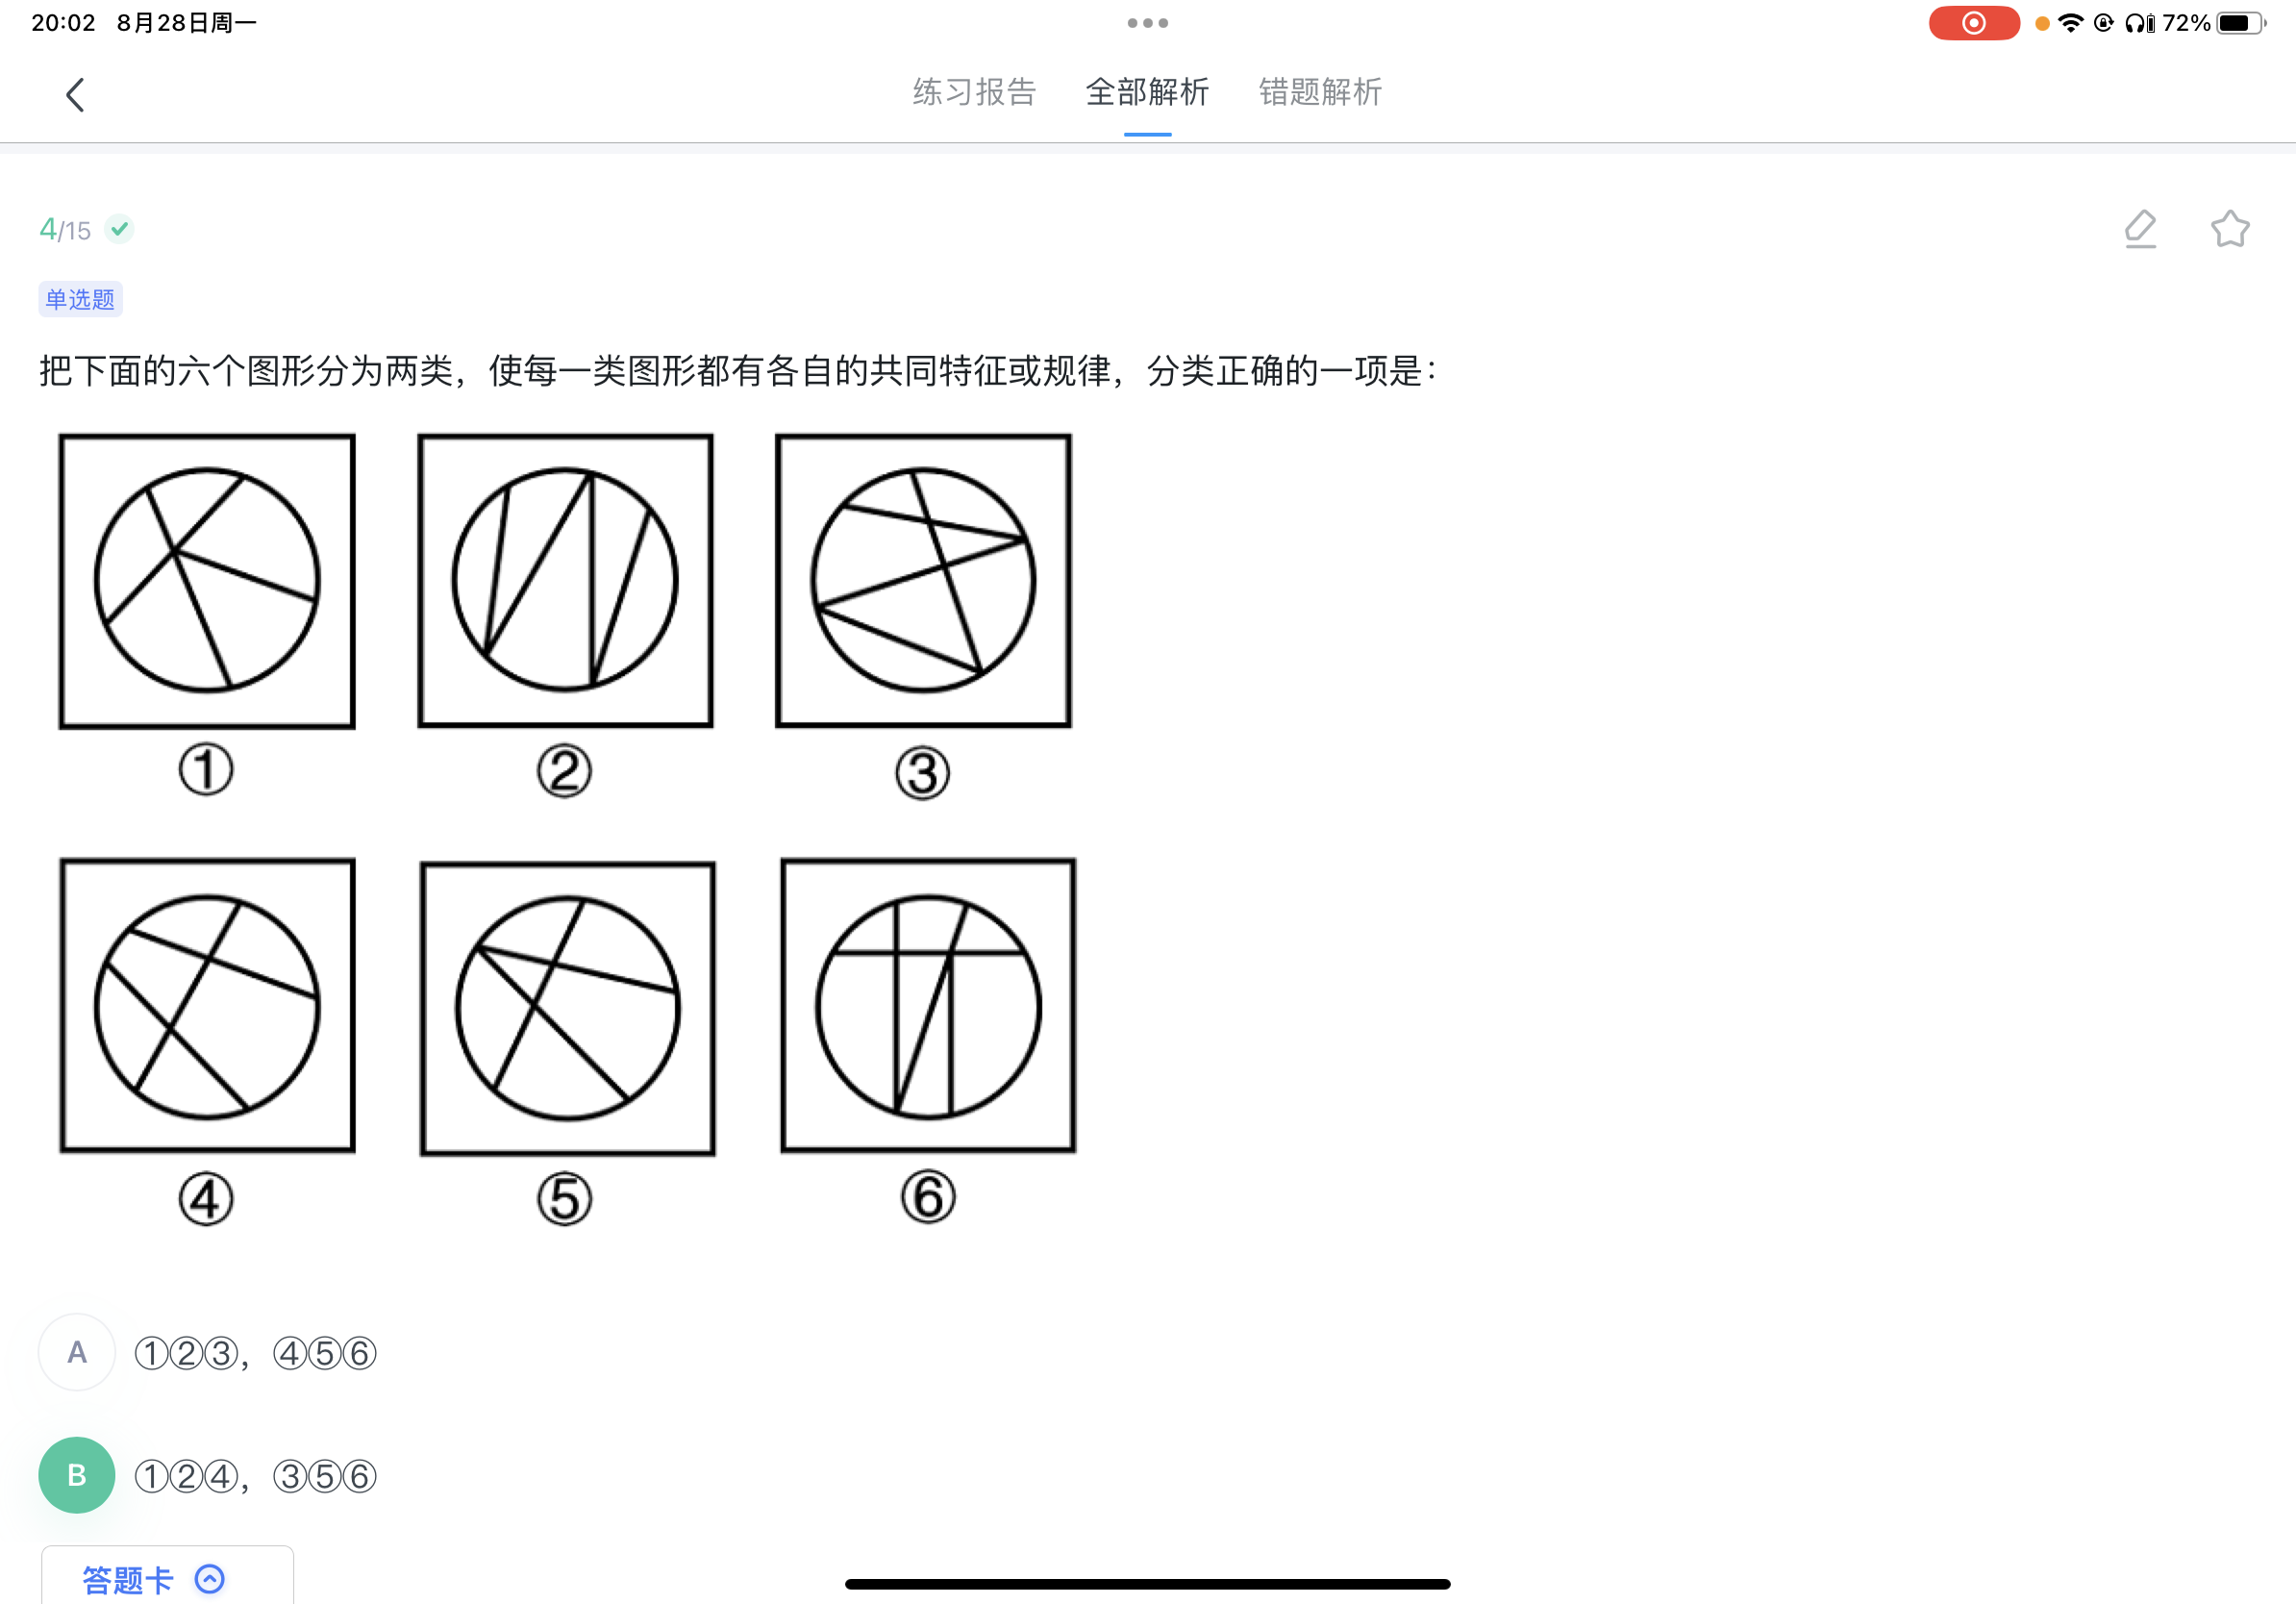 20:02 8月28日周一
72%
练习报告 全部解析 错题解析
4/15
单选题
把下面的六个图形分为两类，使每一类图形都有各自的共同特征或规律，分类正确的一项是：
① ② ③
④ ⑤ ⑥
A ①②③，④⑤⑥
B ①②④，③⑤⑥
答题卡